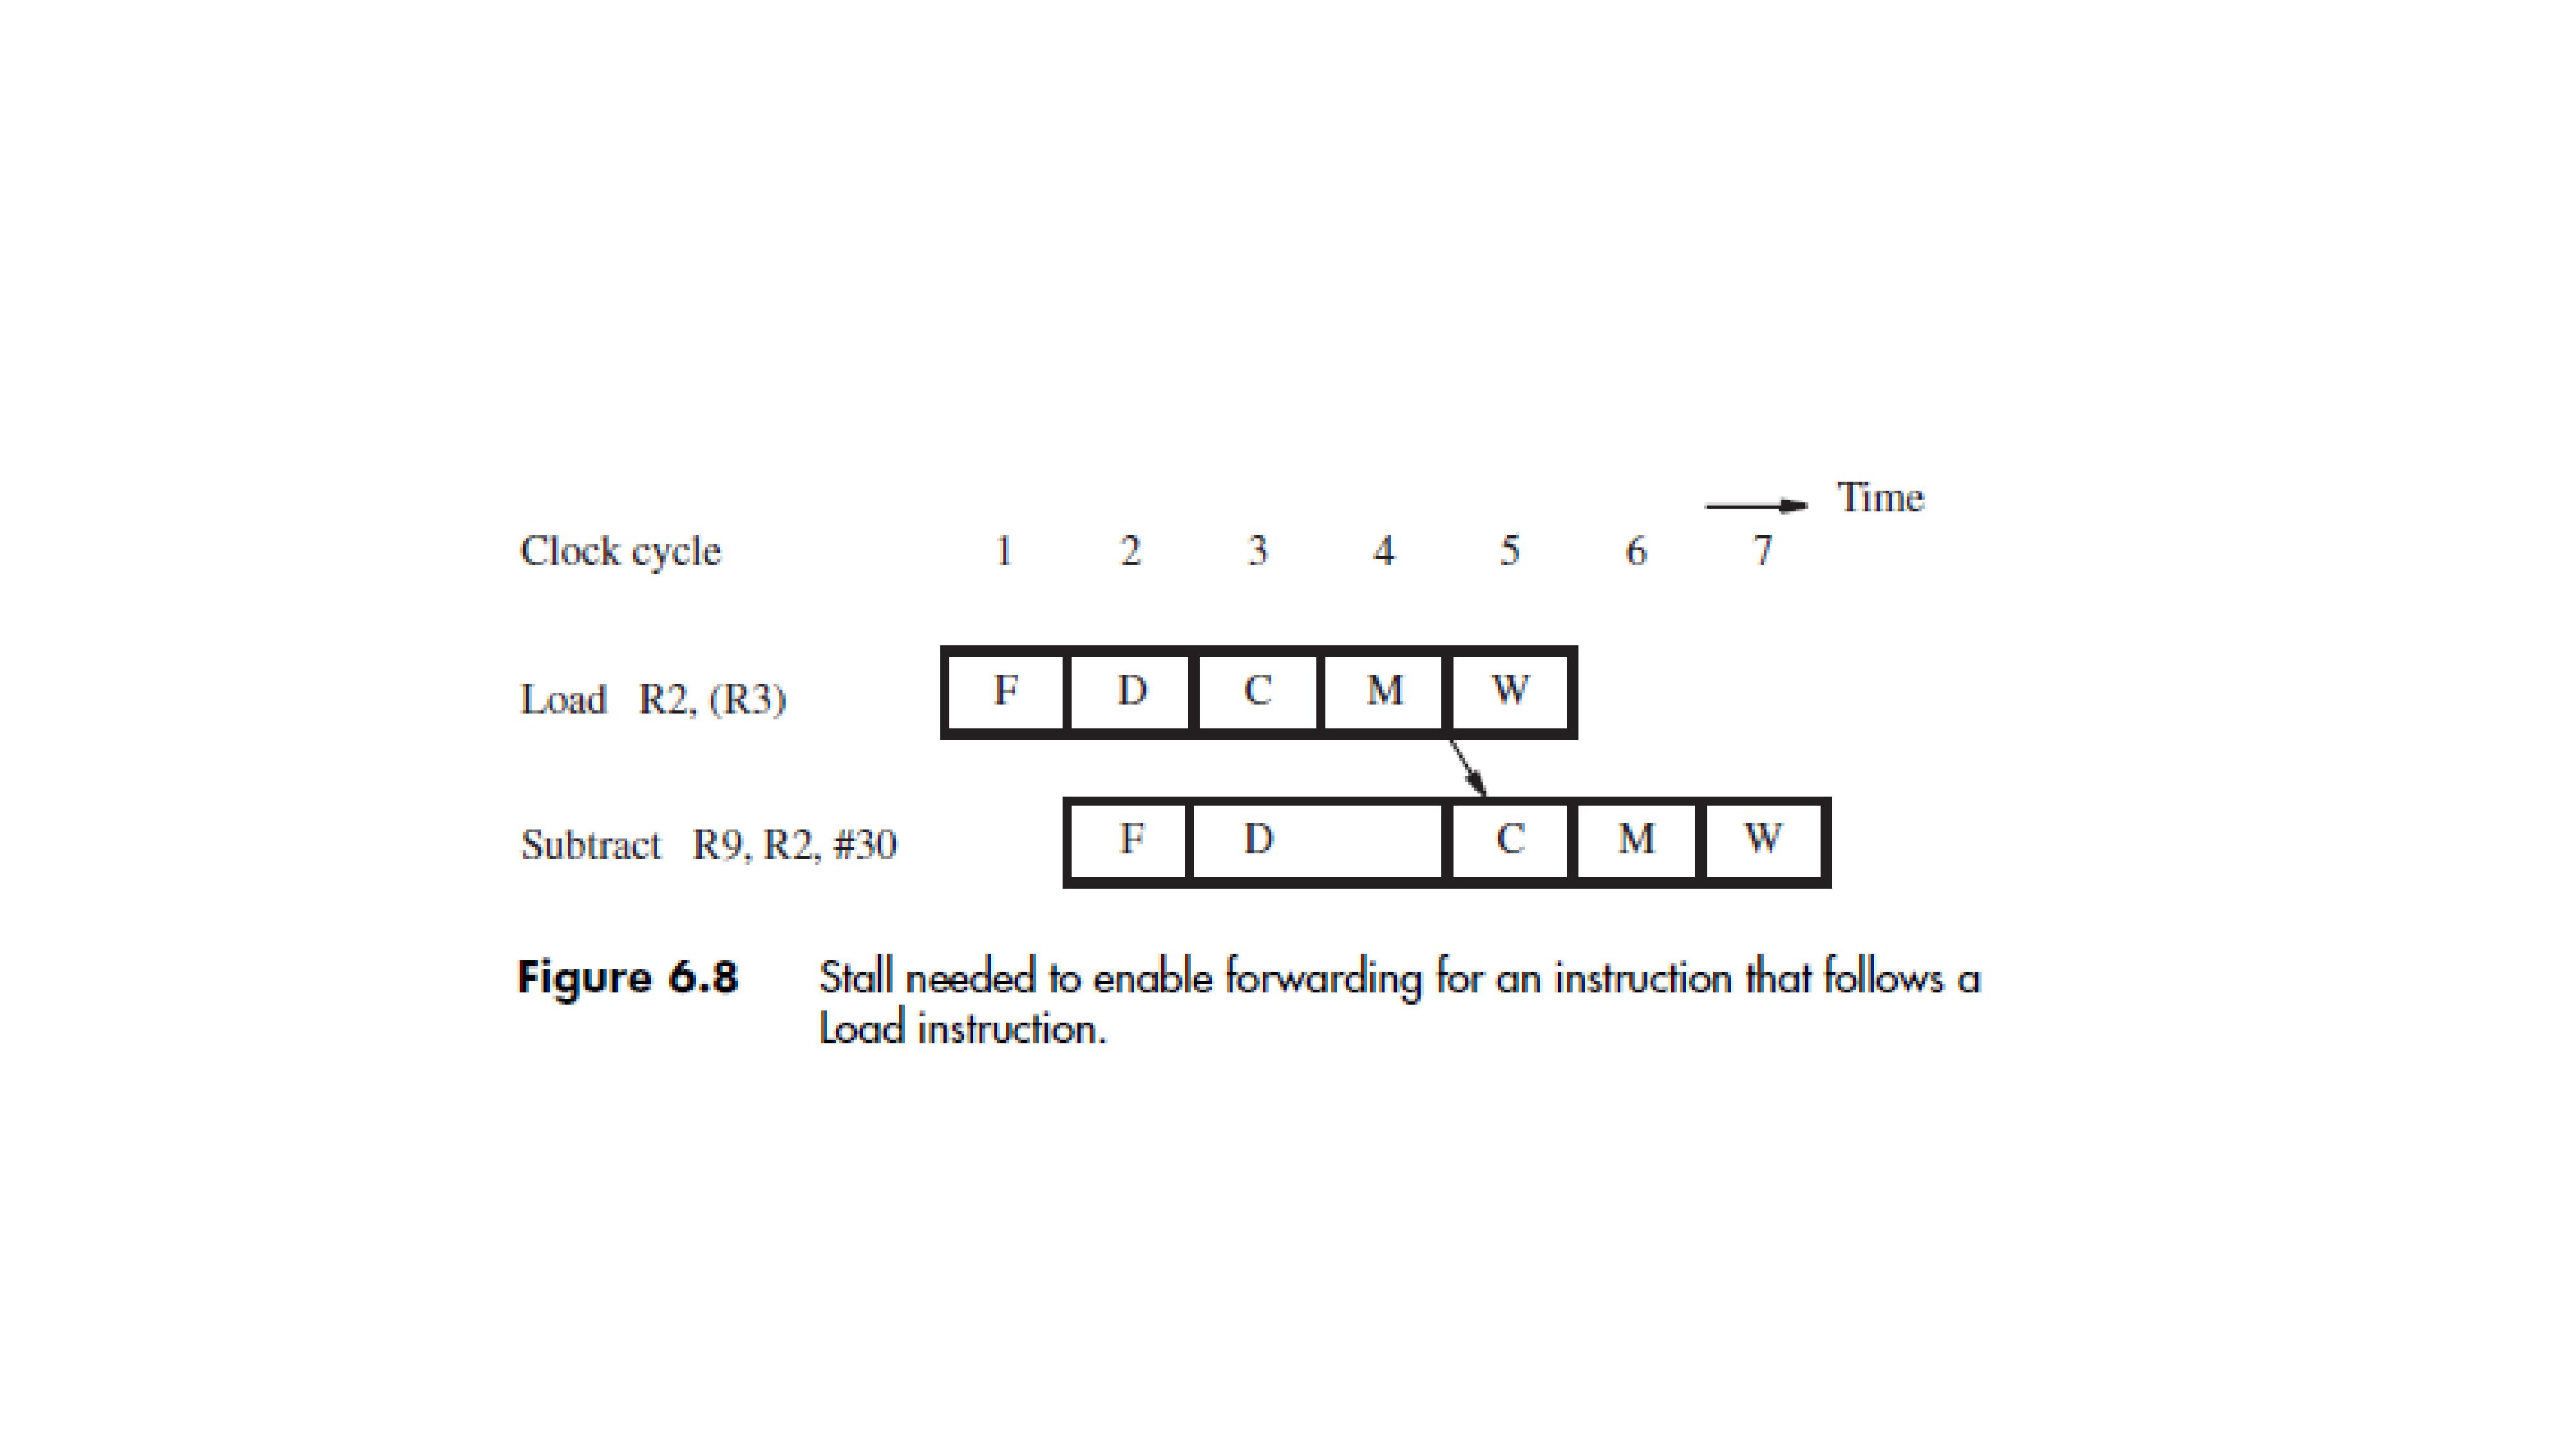 Time
Clock cycle 1 2 3 4 5 6 7
Load R2, (R3) F D C M W
Subtract R9, R2, #30 F D C M W
Figure 6.8 Stall needed to enable forwarding for an instruction that follows a
Load instruction.